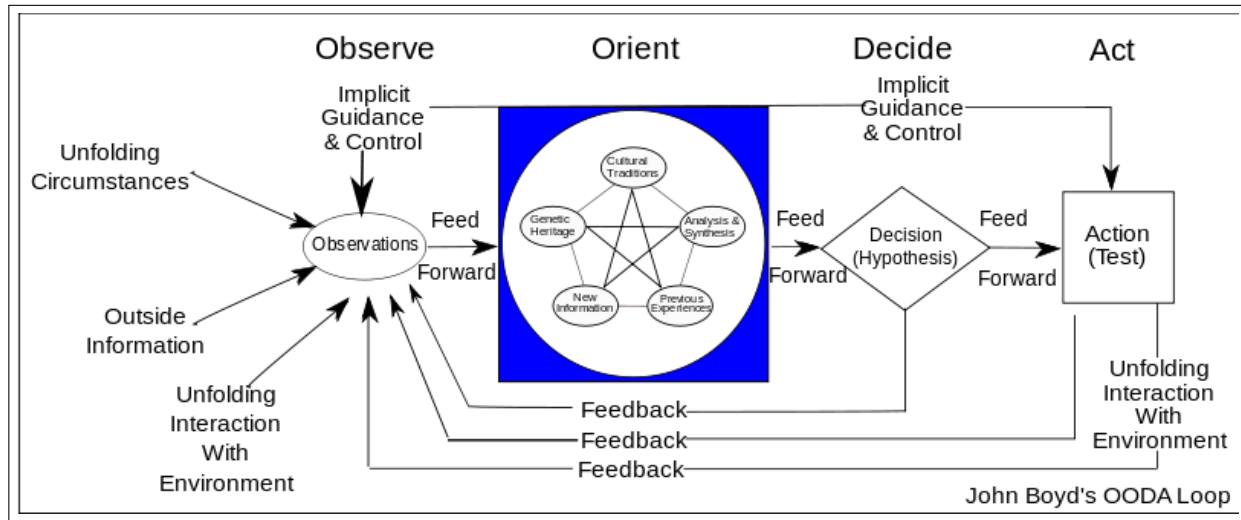 Observe
Orient
Decide
Act
Implicit
Guidance
& Control
Implicit
Guidance
& Control
Unfolding
Circumstances
Observations
Feed
Forward
Cultural
Traditions
Genetic
Heritage
Analysis &
Synthesis
New
Information
Previous
Experiences
Feed
Forward
Decision
(Hypothesis)
Feed
Forward
Action
(Test)
Outside
Information
Unfolding
Interaction
With
Environment
Unfolding
Interaction
With
Environment
Feedback
Feedback
Feedback
John Boyd's OODA Loop